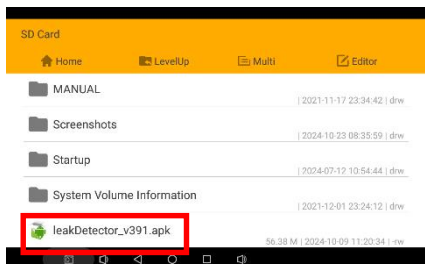 SD Card
Home LevelUp Multi Editor
MANUAL
| 2021-11-17 23:34:42 | drw
Screenshots
| 2024-10-23 08:35:59 | drw
Startup
| 2024-07-12 10:54:44 | drw
System Volume Information
| 2021-12-01 23:24:12 | drw
leakDetector_v391.apk
56.38 M | 2024-10-09 11:20:34 | -rw